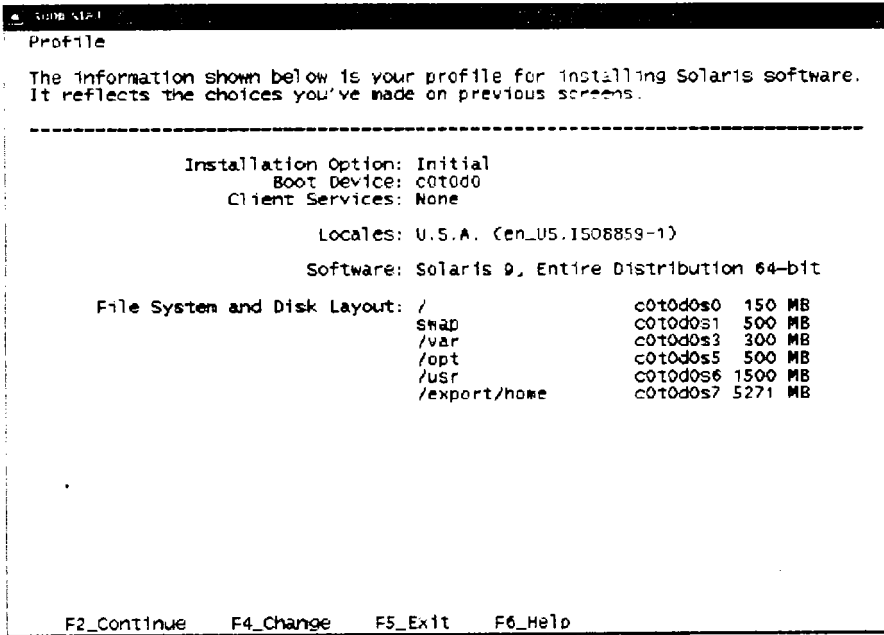 Profile
The information shown below is your profile for installing Solaris software.
It reflects the choices you've made on previous screens.
--------------------------------------------------------------------------------
Installation Option: Initial
Boot Device: c0t0d0
Client Services: None
Locales: U.S.A. (en_US.ISO8859-1)
Software: Solaris 9, Entire Distribution 64-bit
File System and Disk Layout: / c0t0d0s0 150 MB
swap c0t0d0s1 500 MB
/var c0t0d0s3 300 MB
/opt c0t0d0s5 500 MB
/usr c0t0d0s6 1500 MB
/export/home c0t0d0s7 5271 MB
F2_Continue F4_Change F5_Exit F6_Help